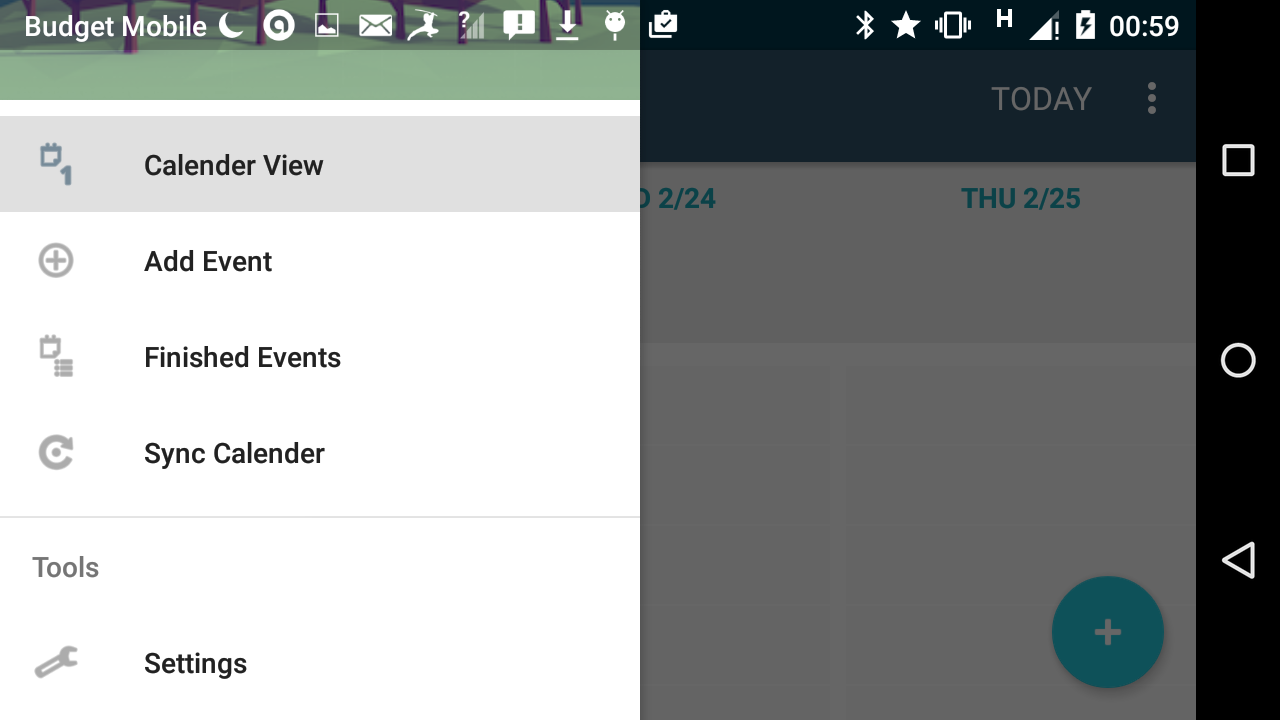 Budget Mobile
H
00:59
TODAY
2/24
THU 2/25
Calender View
Add Event
Finished Events
Sync Calender
Tools
Settings